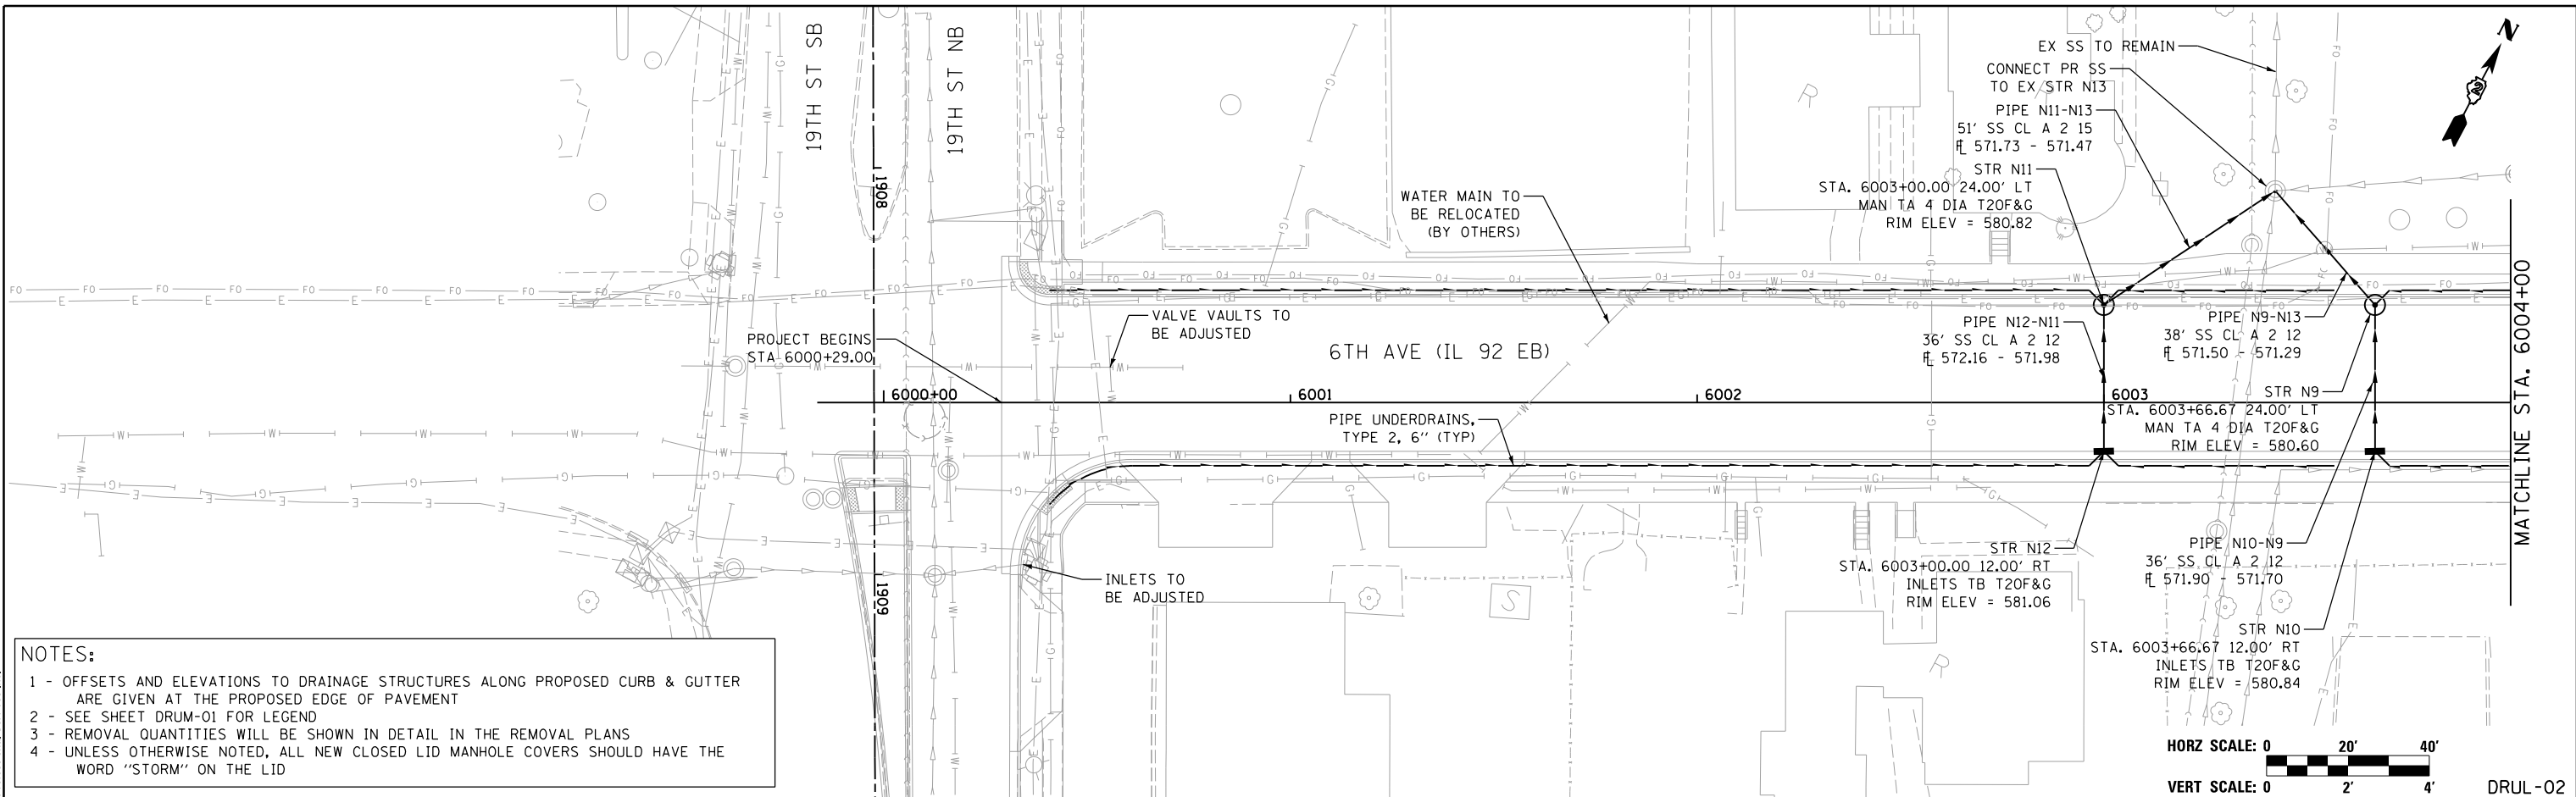 19TH ST SB
19TH ST NB
1908
1909
N
EX SS TO REMAIN
CONNECT PR SS
TO EX STR N13
PIPE N11-N13
51' SS CL A 2 15
FL 571.73 - 571.47
STR N11
STA. 6003+00.00 24.00' LT
MAN TA 4 DIA T20F&G
RIM ELEV = 580.82
WATER MAIN TO
BE RELOCATED
(BY OTHERS)
VALVE VAULTS TO
BE ADJUSTED
PROJECT BEGINS
STA 6000+29.00
6TH AVE (IL 92 EB)
PIPE N12-N11
36' SS CL A 2 12
FL 572.16 - 571.98
PIPE N9-N13
38' SS CL A 2 12
FL 571.50 - 571.29
6000+00
6001
6002
6003
STR N9
STA. 6003+66.67 24.00' LT
MAN TA 4 DIA T20F&G
RIM ELEV = 580.60
MATCHLINE STA. 6004+00
PIPE UNDERDRAINS,
TYPE 2, 6" (TYP)
INLETS TO
BE ADJUSTED
STR N12
STA. 6003+00.00 12.00' RT
INLETS TB T20F&G
RIM ELEV = 581.06
PIPE N10-N9
36' SS CL A 2 12
FL 571.90 - 571.70
STR N10
STA. 6003+66.67 12.00' RT
INLETS TB T20F&G
RIM ELEV = 580.84
R
S
R
NOTES:
1 - OFFSETS AND ELEVATIONS TO DRAINAGE STRUCTURES ALONG PROPOSED CURB & GUTTER
ARE GIVEN AT THE PROPOSED EDGE OF PAVEMENT
2 - SEE SHEET DRUM-01 FOR LEGEND
3 - REMOVAL QUANTITIES WILL BE SHOWN IN DETAIL IN THE REMOVAL PLANS
4 - UNLESS OTHERWISE NOTED, ALL NEW CLOSED LID MANHOLE COVERS SHOULD HAVE THE
WORD "STORM" ON THE LID
HORZ SCALE: 0 20' 40'
VERT SCALE: 0 2' 4'
DRUL-02